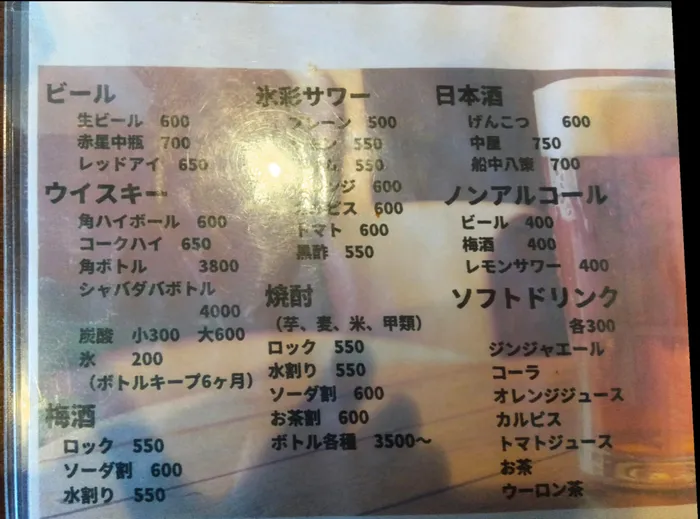 ビール
生ビール 600
赤星中瓶 700
レッドアイ 650
ウイスキー
角ハイボール 600
コークハイ 650
角ボトル 3800
シャバダバボトル
4000
炭酸 小300 大600
氷 200
（ボトルキープ6ヶ月）
梅酒
ロック 550
ソーダ割 600
水割り 550
氷彩サワー
プレーン 500
550
550
600
600
トマト 600
黒酢 550
焼酎
（芋、麦、米、甲類）
ロック 550
水割り 550
ソーダ割 600
お茶割 600
ボトル各種 3500〜
日本酒
げんこつ 600
中屋 750
船中八策 700
ノンアルコール
ビール 400
梅酒 400
レモンサワー 400
ソフトドリンク
各300
ジンジャエール
コーラ
オレンジジュース
カルピス
トマトジュース
お茶
ウーロン茶